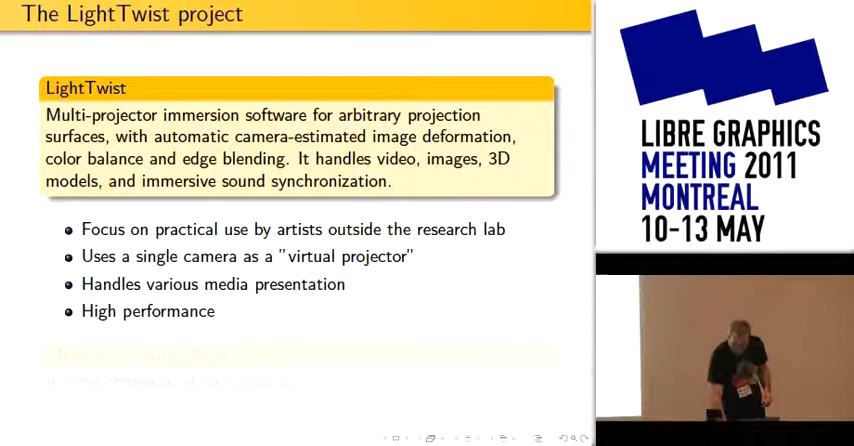 The LightTwist project
LightTwist
Multi-projector immersion software for arbitrary projection
surfaces, with automatic camera-estimated image deformation,
color balance and edge blending. It handles video, images, 3D
models, and immersive sound synchronization.
Focus on practical use by artists outside the research lab
Uses a single camera as a "virtual projector"
Handles various media presentation
High performance
LIBRE GRAPHICS
MEETING 2011
MONTREAL
10-13 MAY